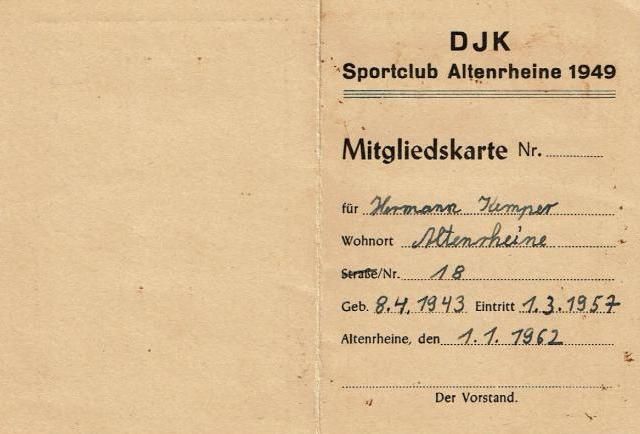 DJK
Sportclub Altenrheine 1949
Mitgliedskarte Nr.
für Hermann Kemper
Wohnort Altenrheine
Straße/Nr. 18
Geb. 8.4.1943 Eintritt 1.3.1957
Altenrheine, den 1.1.1962
Der Vorstand.